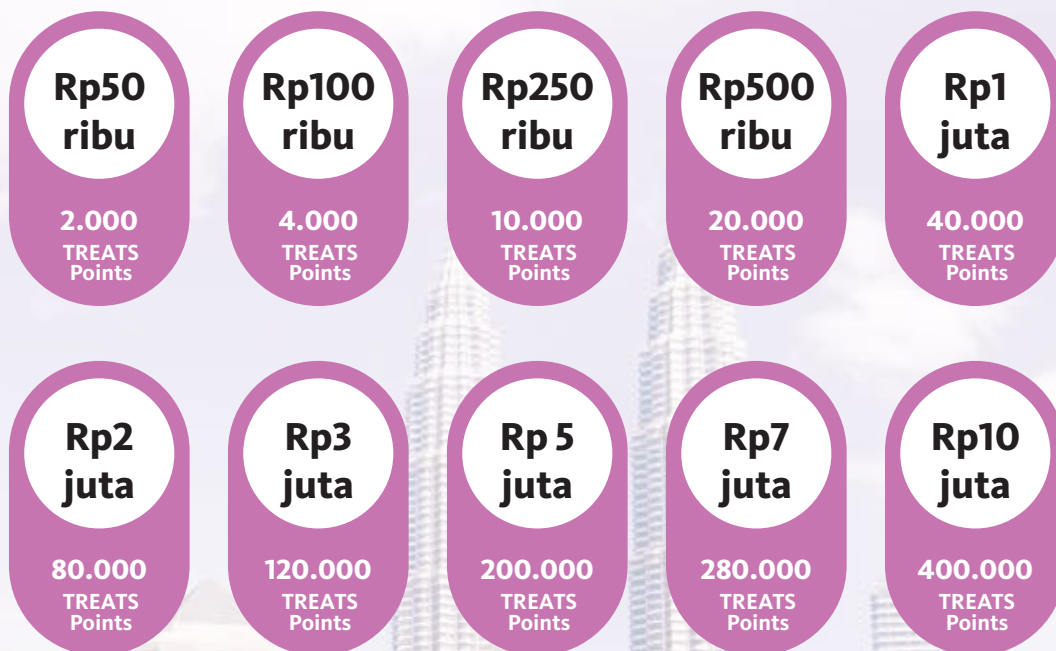 Rp50
ribu
2.000
TREATS
Points
Rp100
ribu
4.000
TREATS
Points
Rp250
ribu
10.000
TREATS
Points
Rp500
ribu
20.000
TREATS
Points
Rp1
juta
40.000
TREATS
Points
Rp2
juta
80.000
TREATS
Points
Rp3
juta
120.000
TREATS
Points
Rp 5
juta
200.000
TREATS
Points
Rp7
juta
280.000
TREATS
Points
Rp10
juta
400.000
TREATS
Points